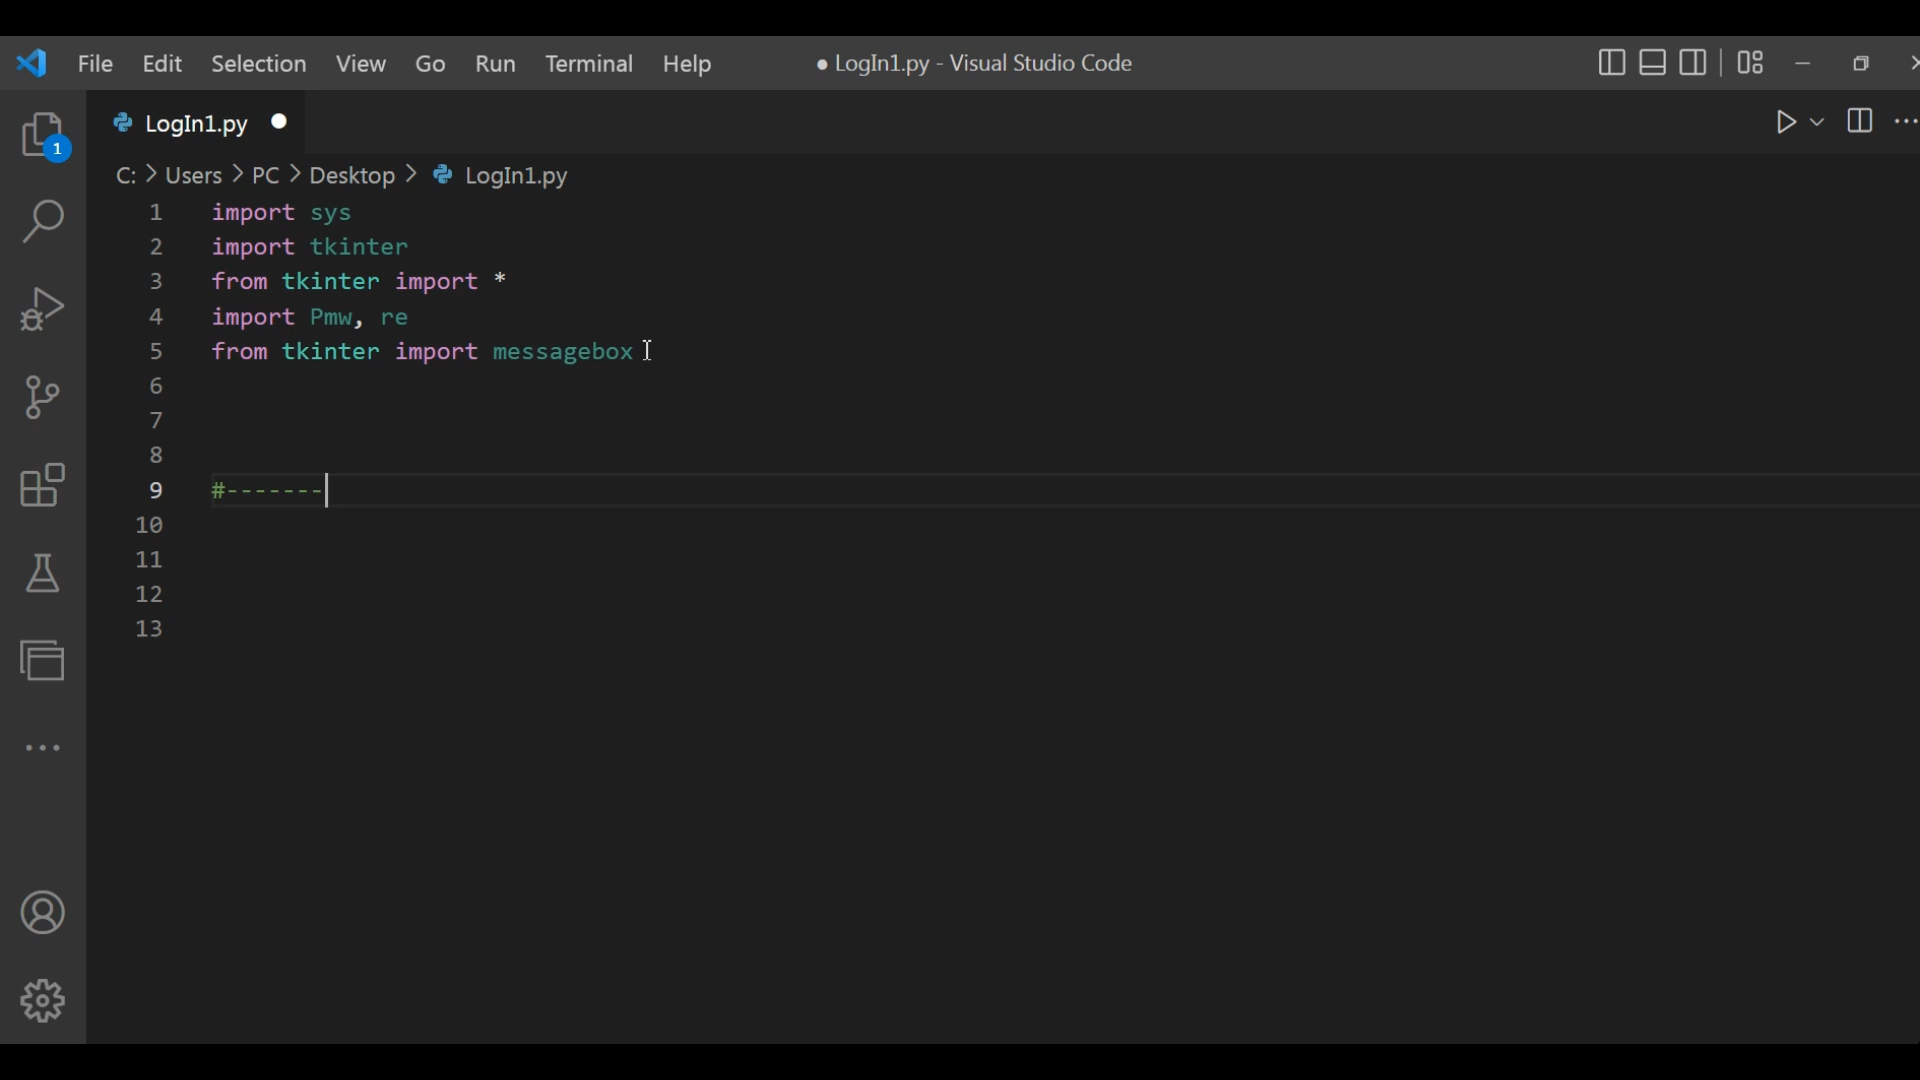 File Edit Selection View Go Run Terminal Help ● LogIn1.py - Visual Studio Code
LogIn1.py ●
1
C: > Users > PC > Desktop > LogIn1.py
1 import sys
2 import tkinter
3 from tkinter import *
4 import Pmw, re
5 from tkinter import messagebox
6
7
8
9 #-------
10
11
12
13